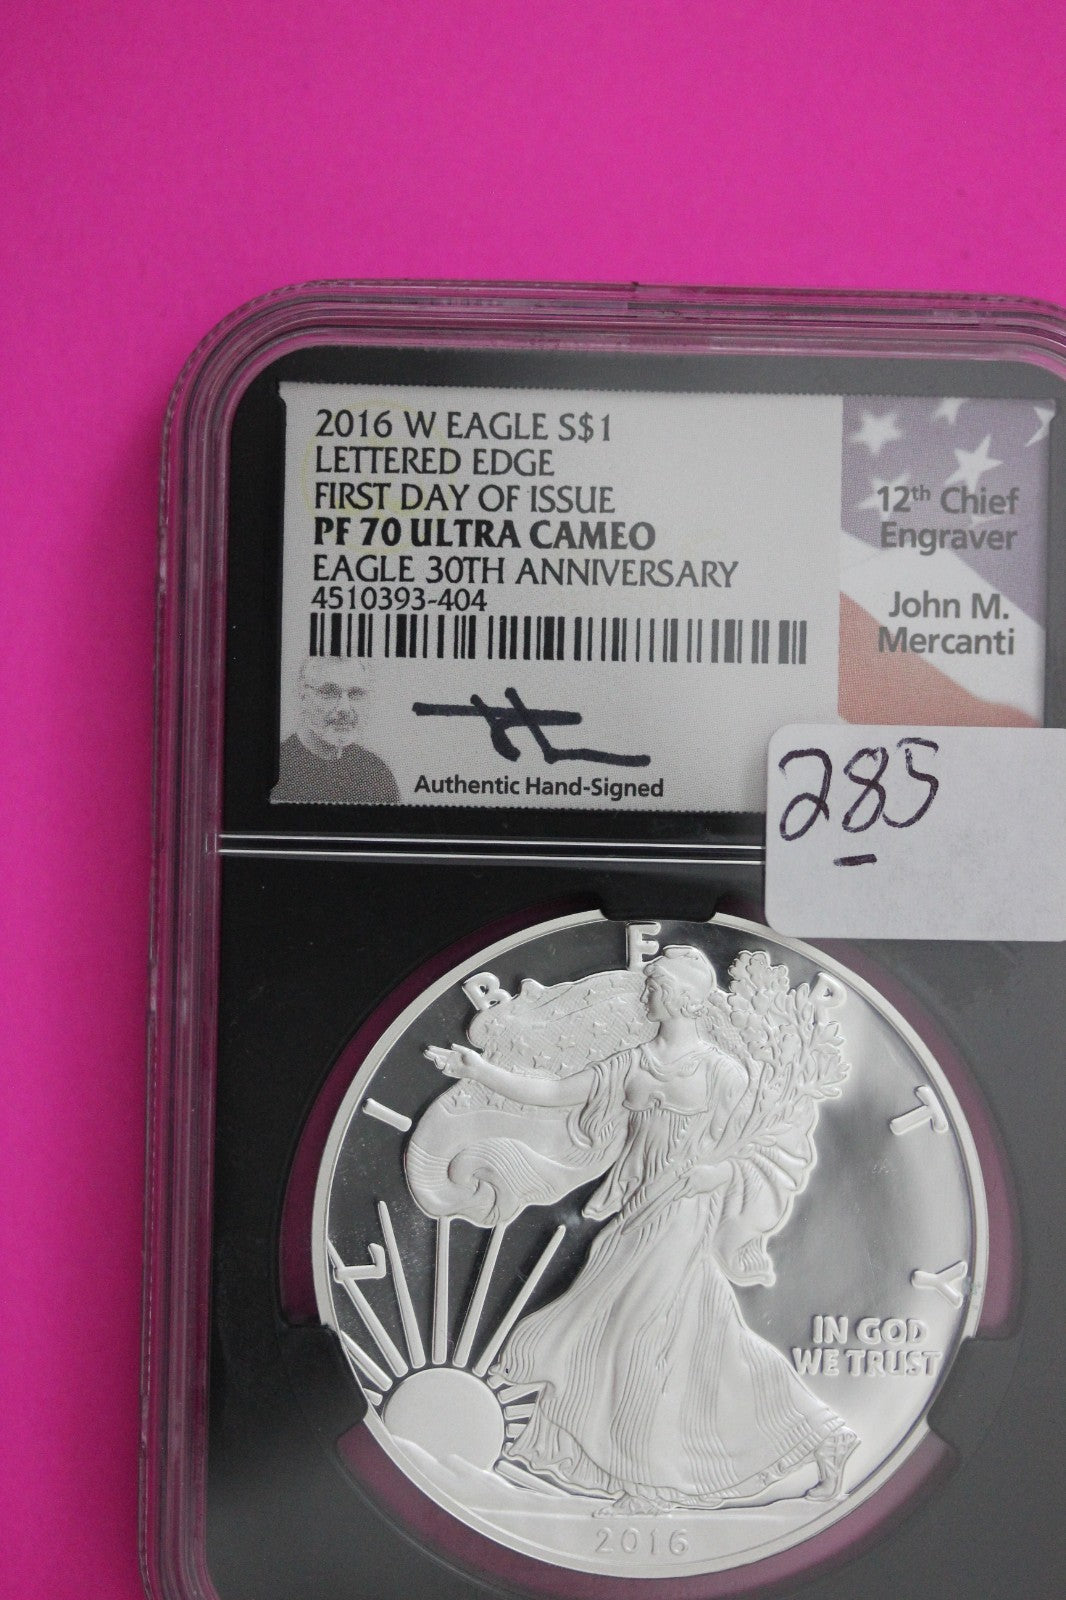 2016 W EAGLE S$1
LETTERED EDGE
FIRST DAY OF ISSUE
PF 70 ULTRA CAMEO
EAGLE 30TH ANNIVERSARY
4510393-404
12th Chief
Engraver
John M.
Mercanti
Authentic Hand-Signed
285
LIBERTY
IN GOD
WE TRUST
2016